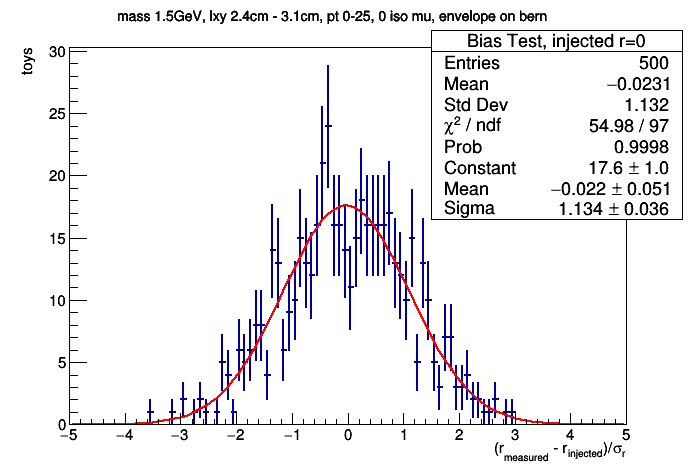 mass 1.5GeV, lxy 2.4cm - 3.1cm, pt 0-25, 0 iso mu, envelope on bern
Bias Test, injected r=0
Entries 500
Mean −0.0231
Std Dev 1.132
χ² / ndf 54.98 / 97
Prob 0.9998
Constant 17.6 ± 1.0
Mean −0.022 ± 0.051
Sigma 1.134 ± 0.036
toys
30
25
20
15
10
5
0
−5 −4 −3 −2 −1 0 1 2 3 4 5
(r_measured - r_injected)/σ_r